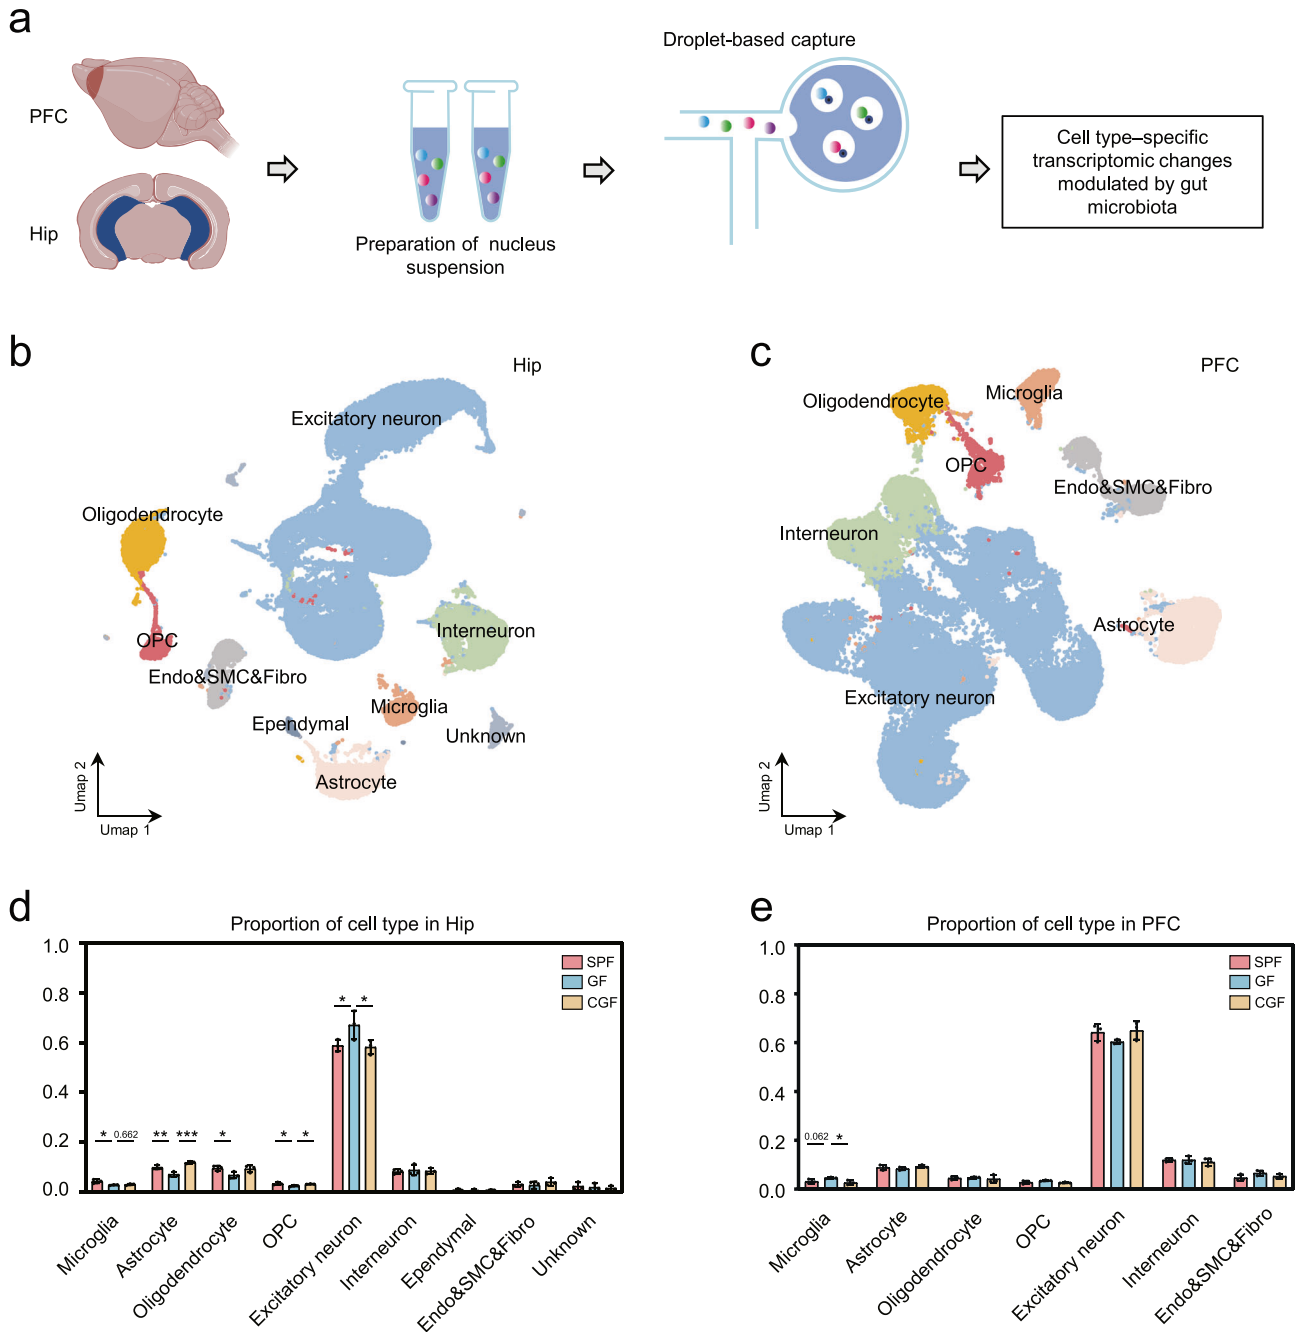 a
PFC
Hip
Preparation of nucleus
suspension
Droplet-based capture
Cell type–specific
transcriptomic changes
modulated by gut
microbiota
b
Hip
Excitatory neuron
Oligodendrocyte
OPC
Endo&SMC&Fibro
Interneuron
Microglia
Ependymal
Unknown
Astrocyte
Umap 2
Umap 1
c
PFC
Microglia
Oligodendrocyte
OPC
Endo&SMC&Fibro
Interneuron
Astrocyte
Excitatory neuron
Umap 2
Umap 1
d
Proportion of cell type in Hip
1.0
0.8
0.6
0.4
0.2
0.0
SPF
GF
CGF
* 0.662 ** *** * * * * *
Microglia
Astrocyte
Oligodendrocyte
OPC
Excitatory neuron
Interneuron
Ependymal
Endo&SMC&Fibro
Unknown
e
Proportion of cell type in PFC
1.0
0.8
0.6
0.4
0.2
0.0
SPF
GF
CGF
0.062 *
Microglia
Astrocyte
Oligodendrocyte
OPC
Excitatory neuron
Interneuron
Endo&SMC&Fibro